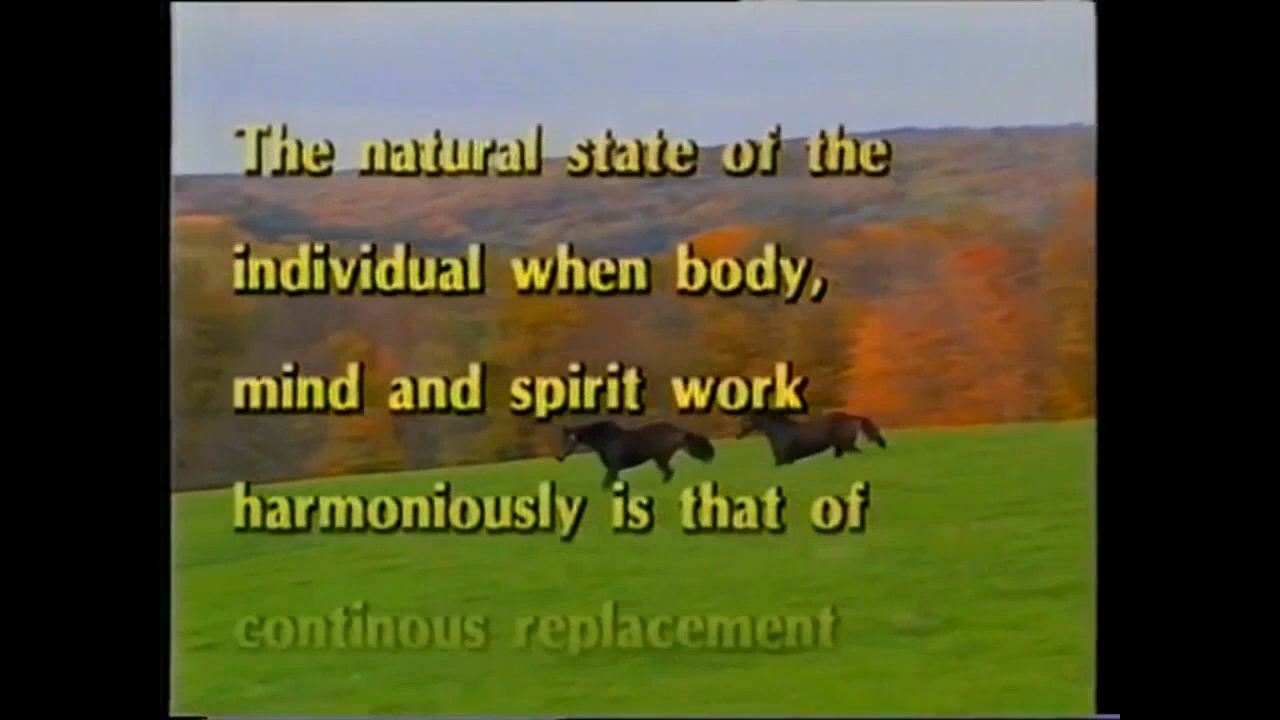 The natural state of the
individual when body,
mind and spirit work
harmoniously is that of
continous replacement